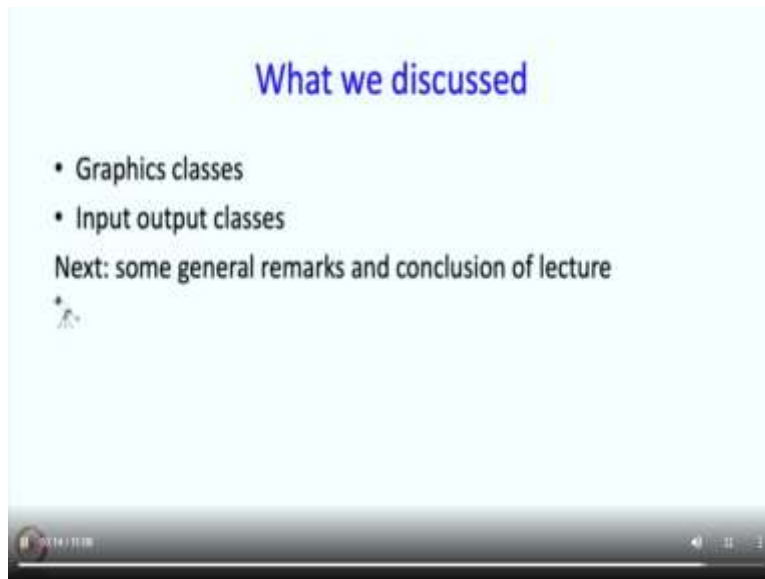 What we discussed
• Graphics classes
• Input output classes
Next: some general remarks and conclusion of lecture